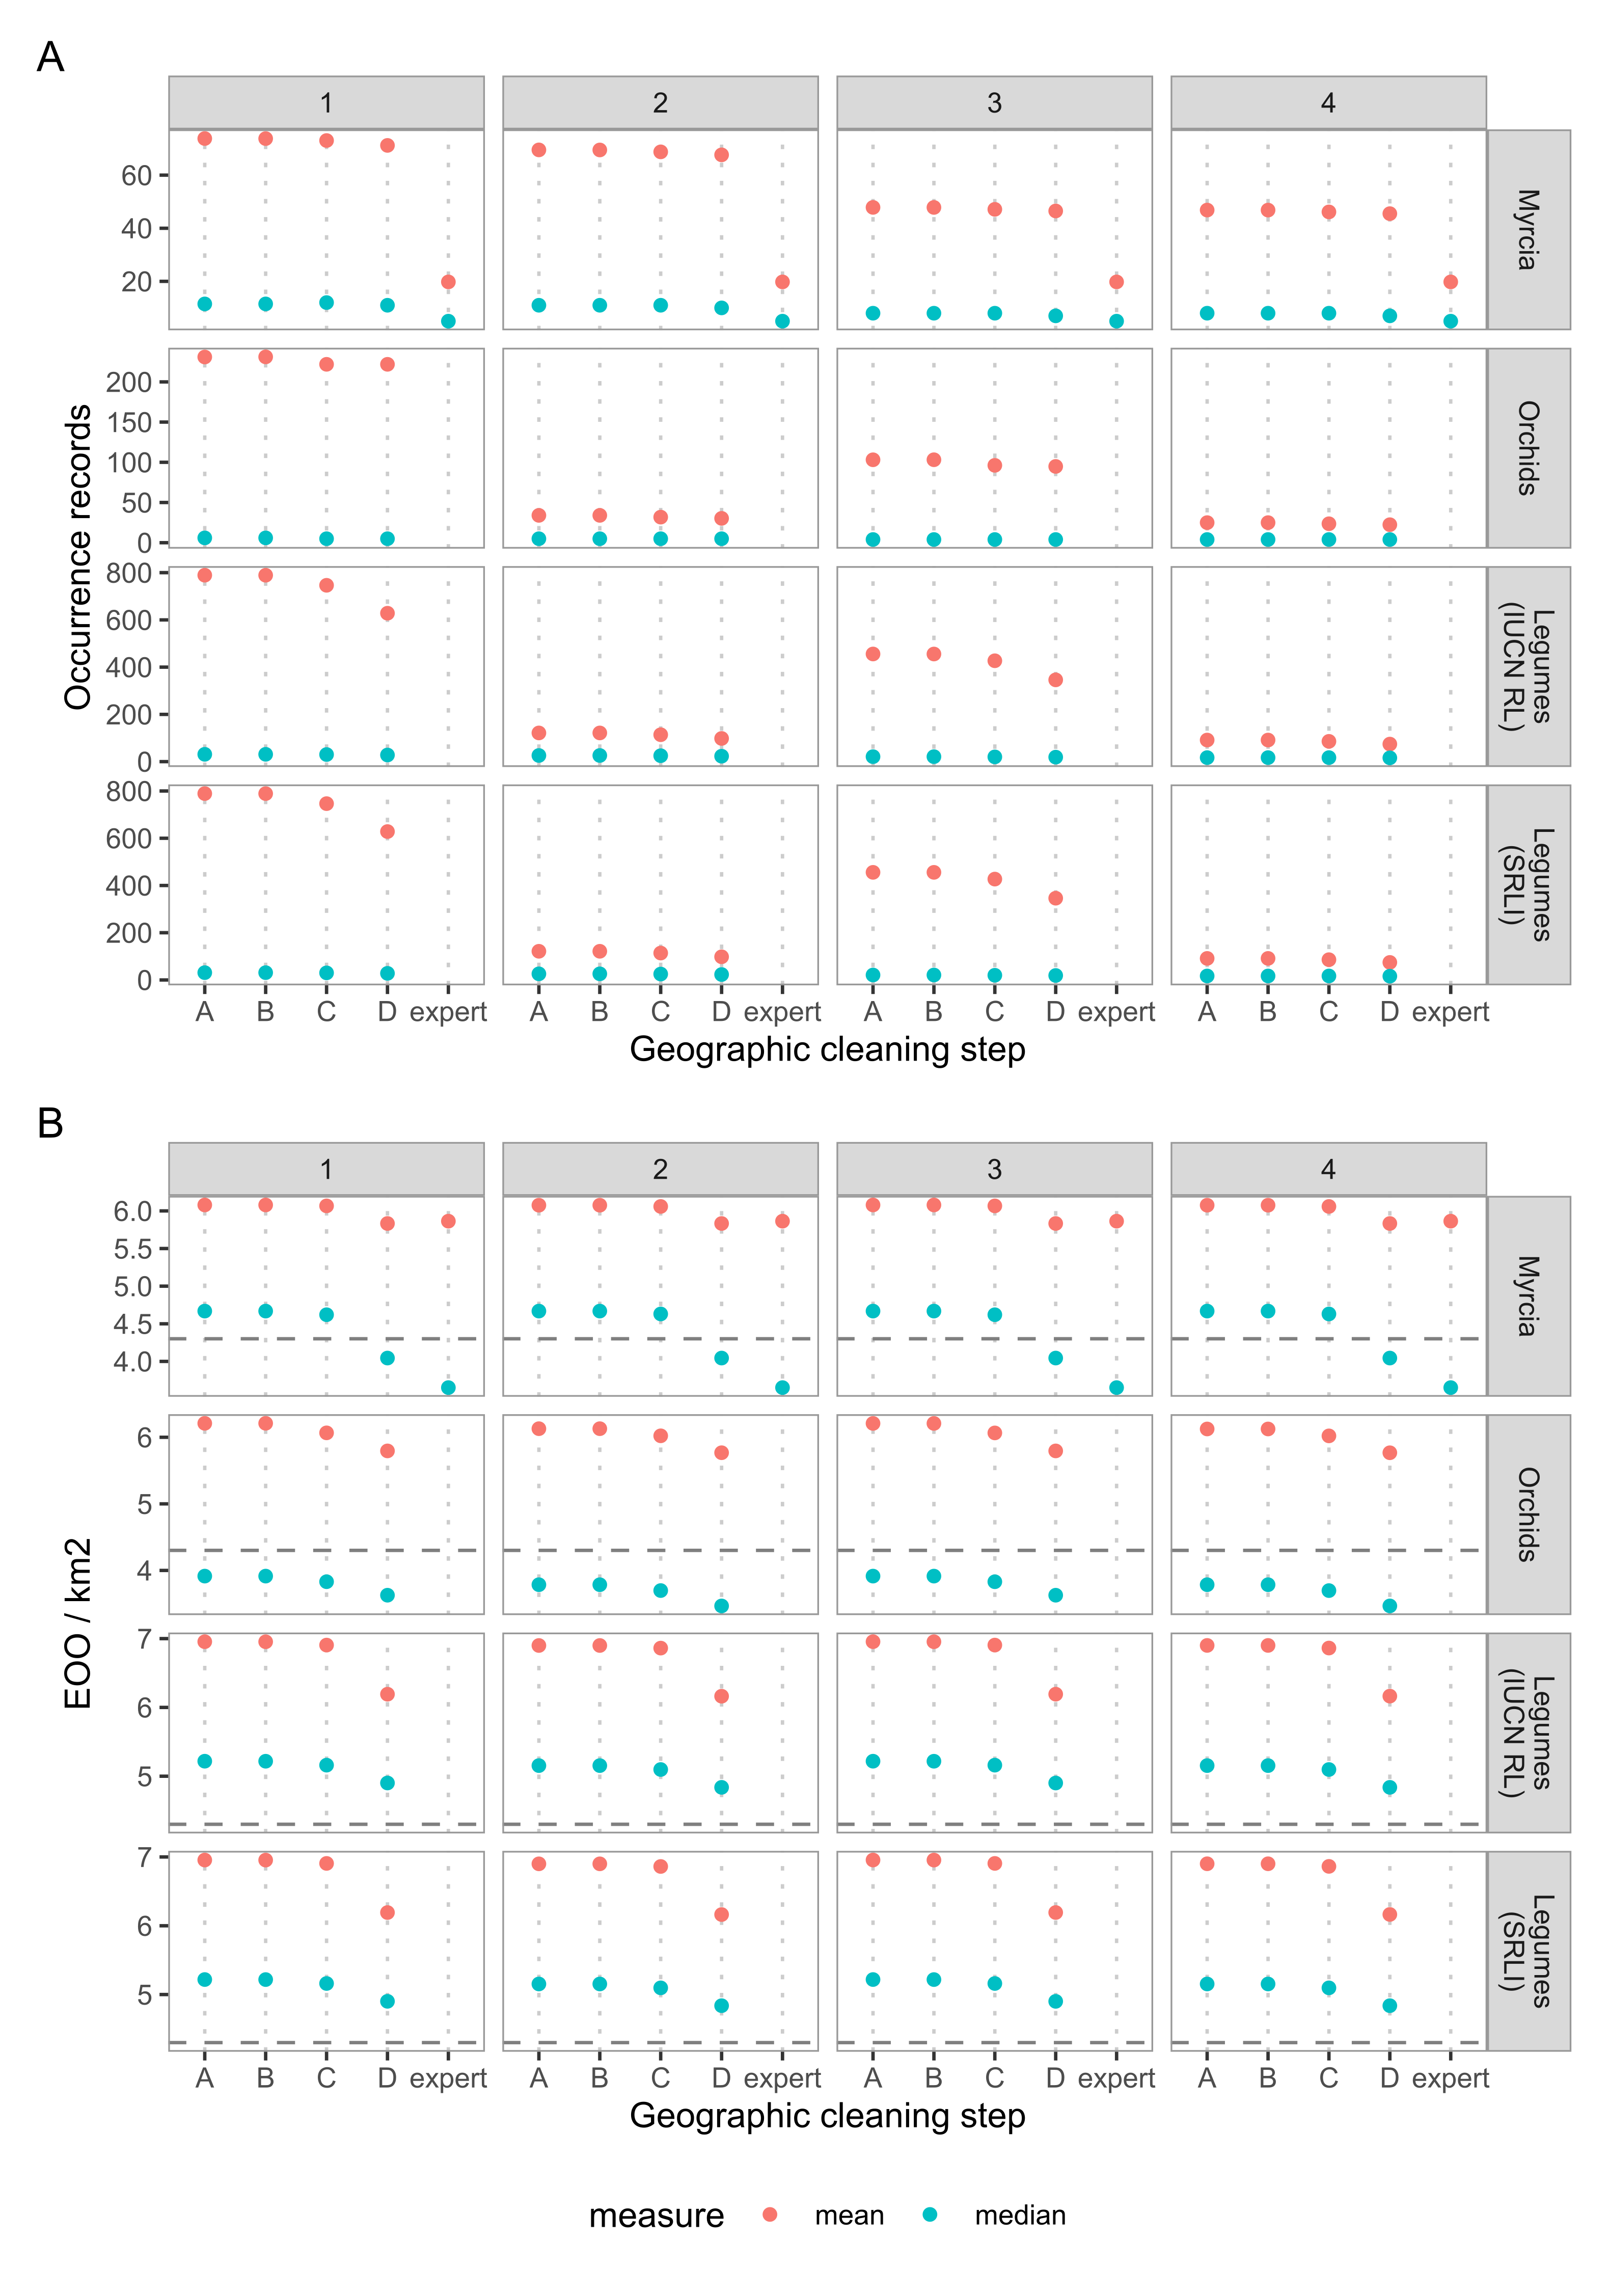 A
1 2 3 4
60
40
20
Myrcia
200
150
100
50
0
Orchids
800
600
400
200
0
Legumes
(IUCN RL)
800
600
400
200
0
Legumes
(SRLI)
Occurrence records
A B C D expert A B C D expert A B C D expert A B C D expert
Geographic cleaning step
B
1 2 3 4
6.0
5.5
5.0
4.5
4.0
Myrcia
6
5
4
Orchids
7
6
5
Legumes
(IUCN RL)
7
6
5
Legumes
(SRLI)
EOO / km2
A B C D expert A B C D expert A B C D expert A B C D expert
Geographic cleaning step
measure mean median